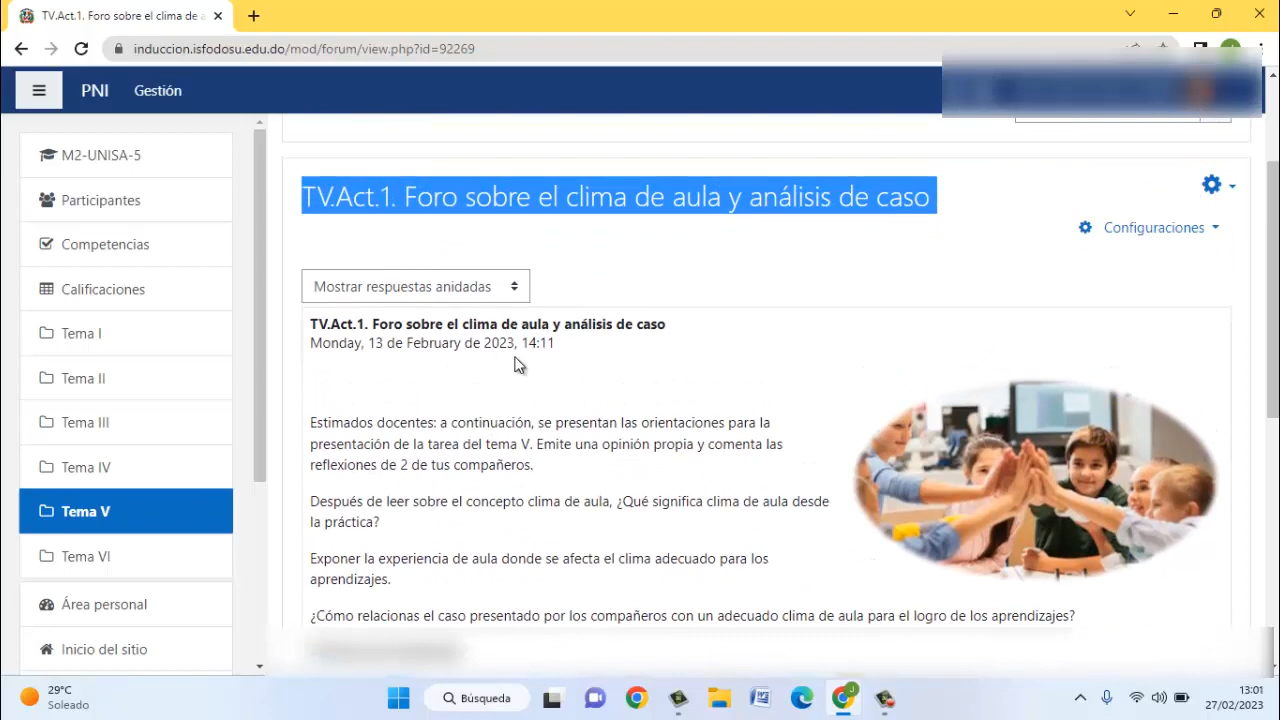 TV.Act.1. Foro sobre el clima de a
induccion.isfodosu.edu.do/mod/forum/view.php?id=92269
PNI
Gestión
M2-UNISA-5
Participantes
Competencias
Calificaciones
Tema I
Tema II
Tema III
Tema IV
Tema V
Tema VI
Área personal
Inicio del sitio
TV.Act.1. Foro sobre el clima de aula y análisis de caso
Configuraciones
Mostrar respuestas anidadas
TV.Act.1. Foro sobre el clima de aula y análisis de caso
Monday, 13 de February de 2023, 14:11
Estimados docentes: a continuación, se presentan las orientaciones para la
presentación de la tarea del tema V. Emite una opinión propia y comenta las
reflexiones de 2 de tus compañeros.
Después de leer sobre el concepto clima de aula, ¿Qué significa clima de aula desde
la práctica?
Exponer la experiencia de aula donde se afecta el clima adecuado para los
aprendizajes.
¿Cómo relacionas el caso presentado por los compañeros con un adecuado clima de aula para el logro de los aprendizajes?
29°C
Soleado
Búsqueda
13:01
27/02/2023